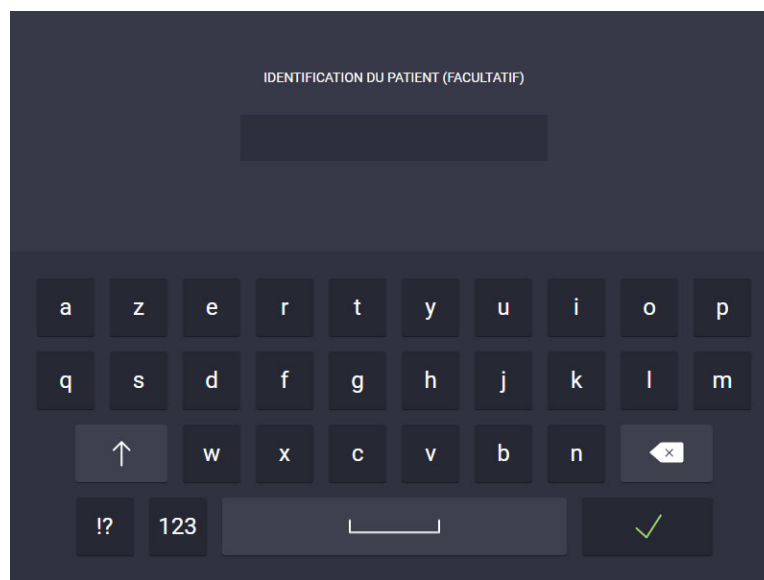 IDENTIFICATION DU PATIENT (FACULTATIF)
a z e r t y u i o p
q s d f g h j k l m
w x c v b n
!? 123